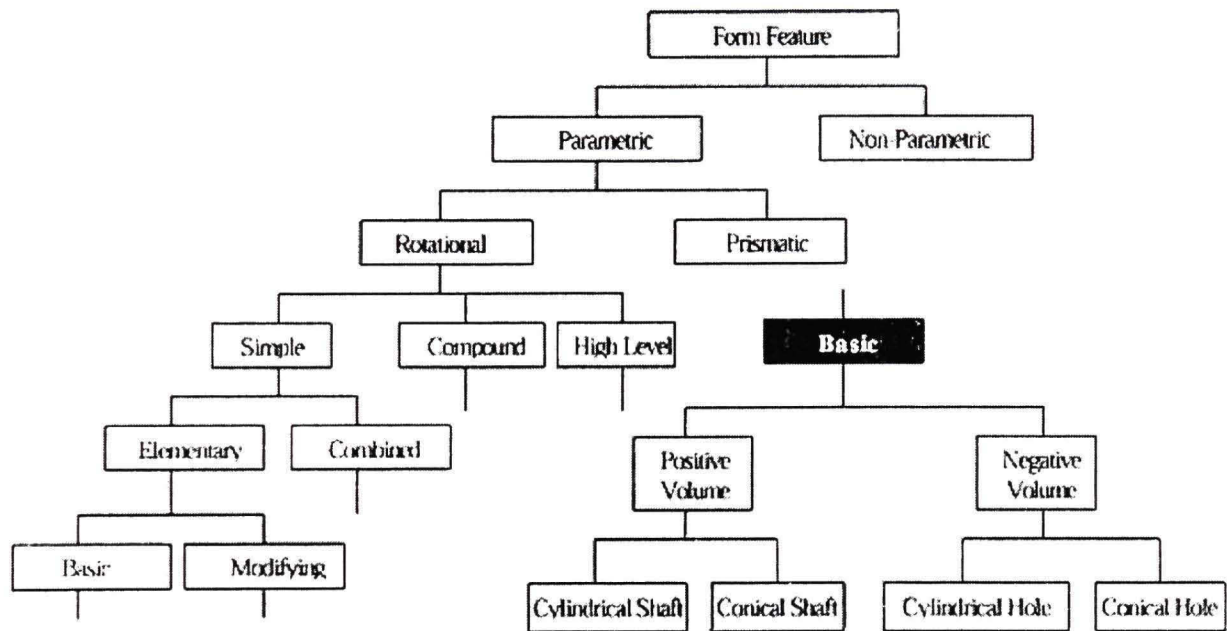 Form Feature
Parametric
Non-Parametric
Rotational
Prismatic
Simple
Compound
High Level
Basic
Elementary
Combined
Positive
Volume
Negative
Volume
Basic
Modifying
Cylindrical Shaft
Conical Shaft
Cylindrical Hole
Conical Hole